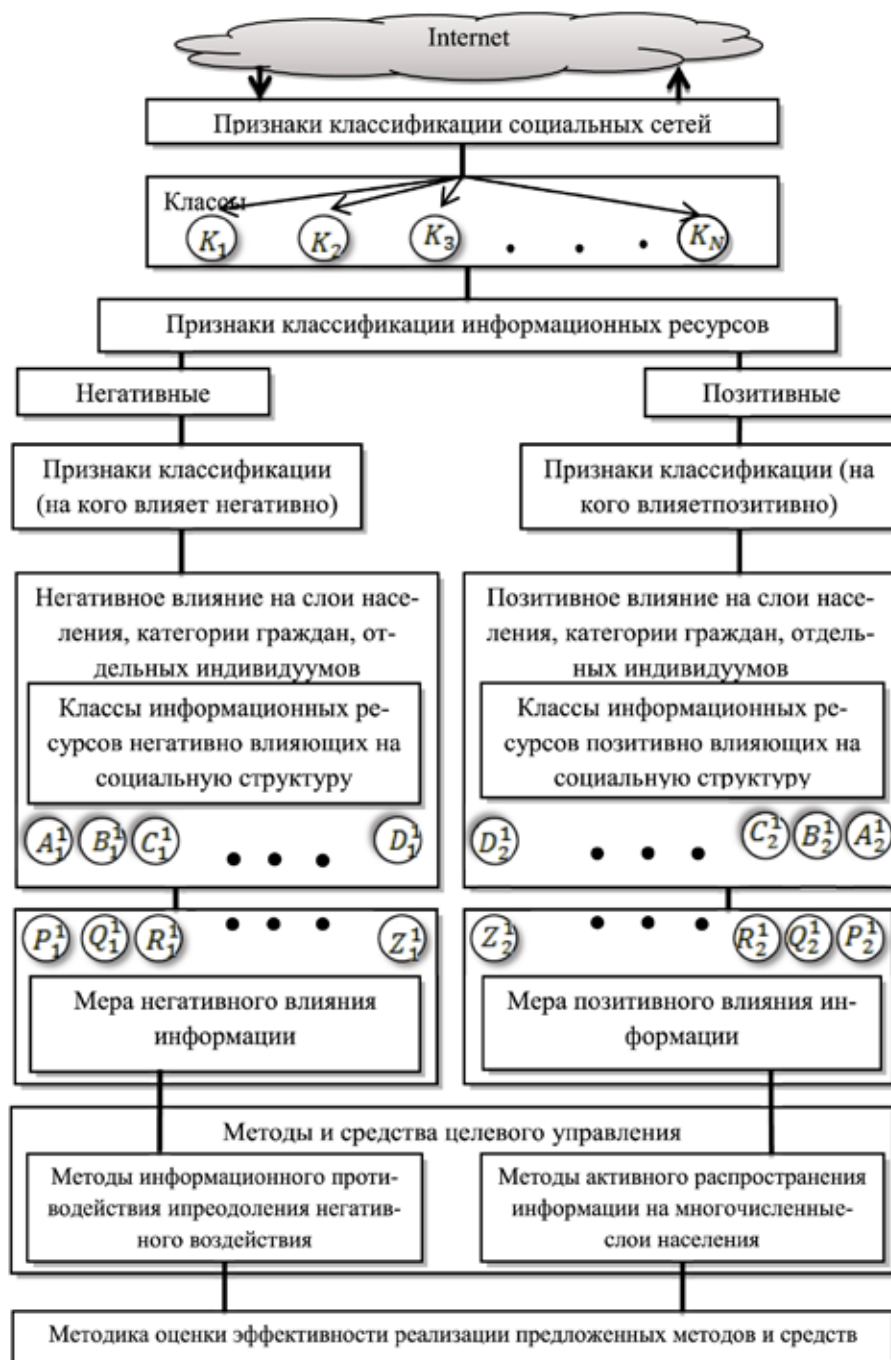 Internet
Признаки классификации социальных сетей
Классы
K₁ K₂ K₃ . . . K_N
Признаки классификации информационных ресурсов
Негативные
Позитивные
Признаки классификации
(на кого влияет негативно)
Признаки классификации (на
кого влияетпозитивно)
Негативное влияние на слои насе-
ления, категории граждан, от-
дельных индивидуумов
Классы информационных ре-
сурсов негативно влияющих на
социальную структуру
A₁¹ B₁¹ C₁¹ • • • D₁¹
Позитивное влияние на слои насе-
ления, категории граждан, отдель-
ных индивидуумов
Классы информационных ре-
сурсов позитивно влияющих на
социальную структуру
D₂¹ • • • C₂¹ B₂¹ A₂¹
P₁¹ Q₁¹ R₁¹ • • • Z₁¹
Мера негативного влияния
информации
Z₂¹ • • • R₂¹ Q₂¹ P₂¹
Мера позитивного влияния ин-
формации
Методы и средства целевого управления
Методы информационного проти-
водействия ипреодоления негатив-
ного воздействия
Методы активного распространения
информации на многочисленные-
слои населения
Методика оценки эффективности реализации предложенных методов и средств